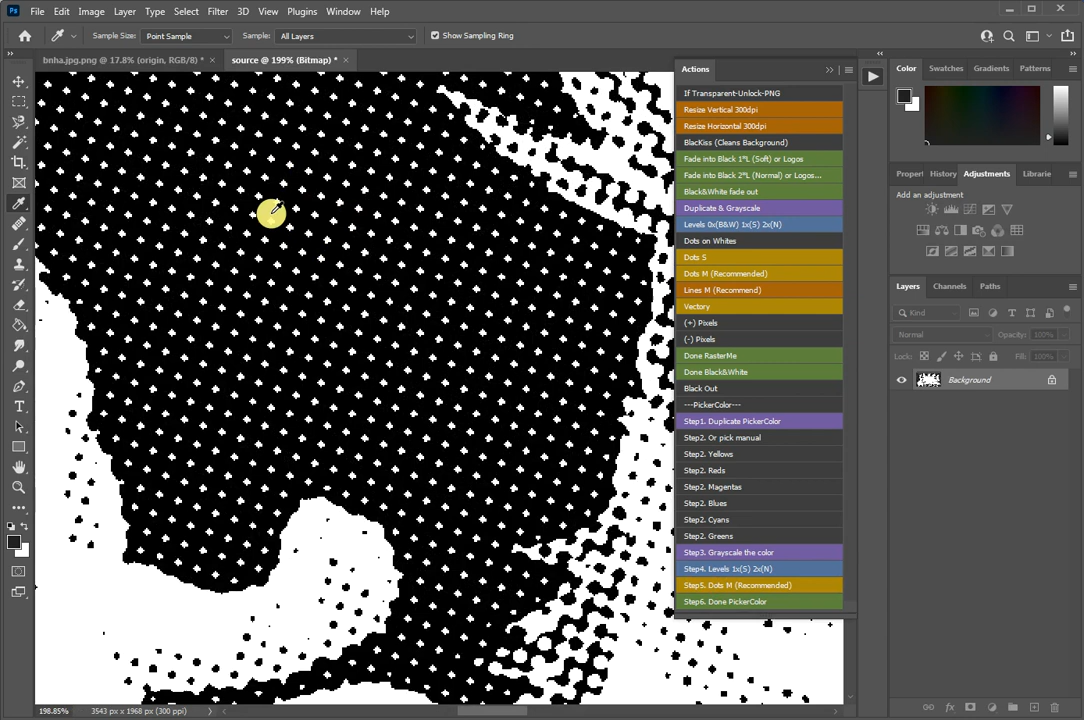 Ps File Edit Image Layer Type Select Filter 3D View Plugins Window Help
Sample Size: Point Sample Sample: All Layers Show Sampling Ring
bnha.jpg.png @ 17.8% (origin, RGB/8) * × source @ 199% (Bitmap) * ×
Actions
If Transparent-Unlock-PNG
Resize Vertical 300dpi
Resize Horizontal 300dpi
BlacKiss (Cleans Background)
Fade into Black 1ºL (Soft) or Logos
Fade into Black 2ºL (Normal) or Logos...
Black&White fade out
Duplicate & Grayscale
Levels 0x(B&W) 1x(S) 2x(N)
Dots on Whites
Dots S
Dots M (Recommended)
Lines M (Recommend)
Vectory
(+) Pixels
(-) Pixels
Done RasterMe
Done Black&White
Black Out
---PickerColor---
Step1. Duplicate PickerColor
Step2. Or pick manual
Step2. Yellows
Step2. Reds
Step2. Magentas
Step2. Blues
Step2. Cyans
Step2. Greens
Step3. Grayscale the color
Step4. Levels 1x(S) 2x(N)
Step5. Dots M (Recommended)
Step6. Done PickerColor
Color Swatches Gradients Patterns
Proper History Adjustments Librarie
Add an adjustment
Layers Channels Paths
Kind
Normal Opacity: 100%
Lock: Fill: 100%
Background
198.85% 3543 px x 1968 px (300 ppi)